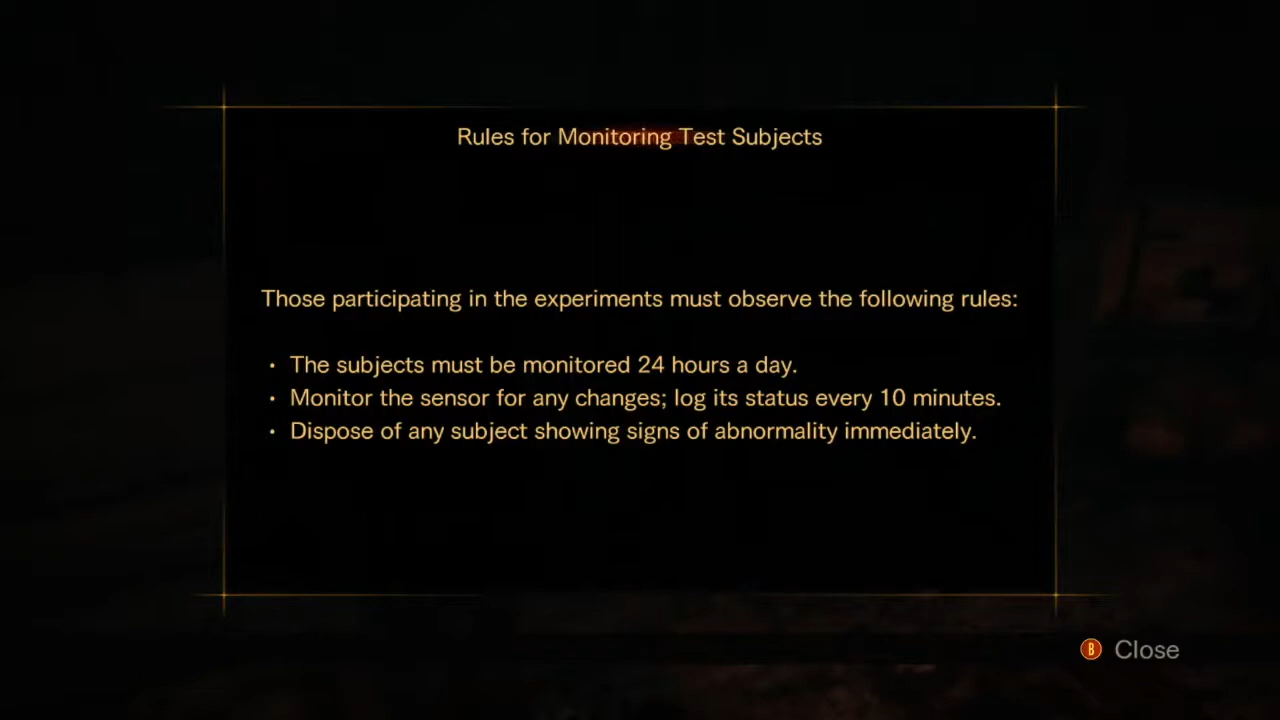 Rules for Monitoring Test Subjects
Those participating in the experiments must observe the following rules:
・ The subjects must be monitored 24 hours a day.
・ Monitor the sensor for any changes; log its status every 10 minutes.
・ Dispose of any subject showing signs of abnormality immediately.
B Close